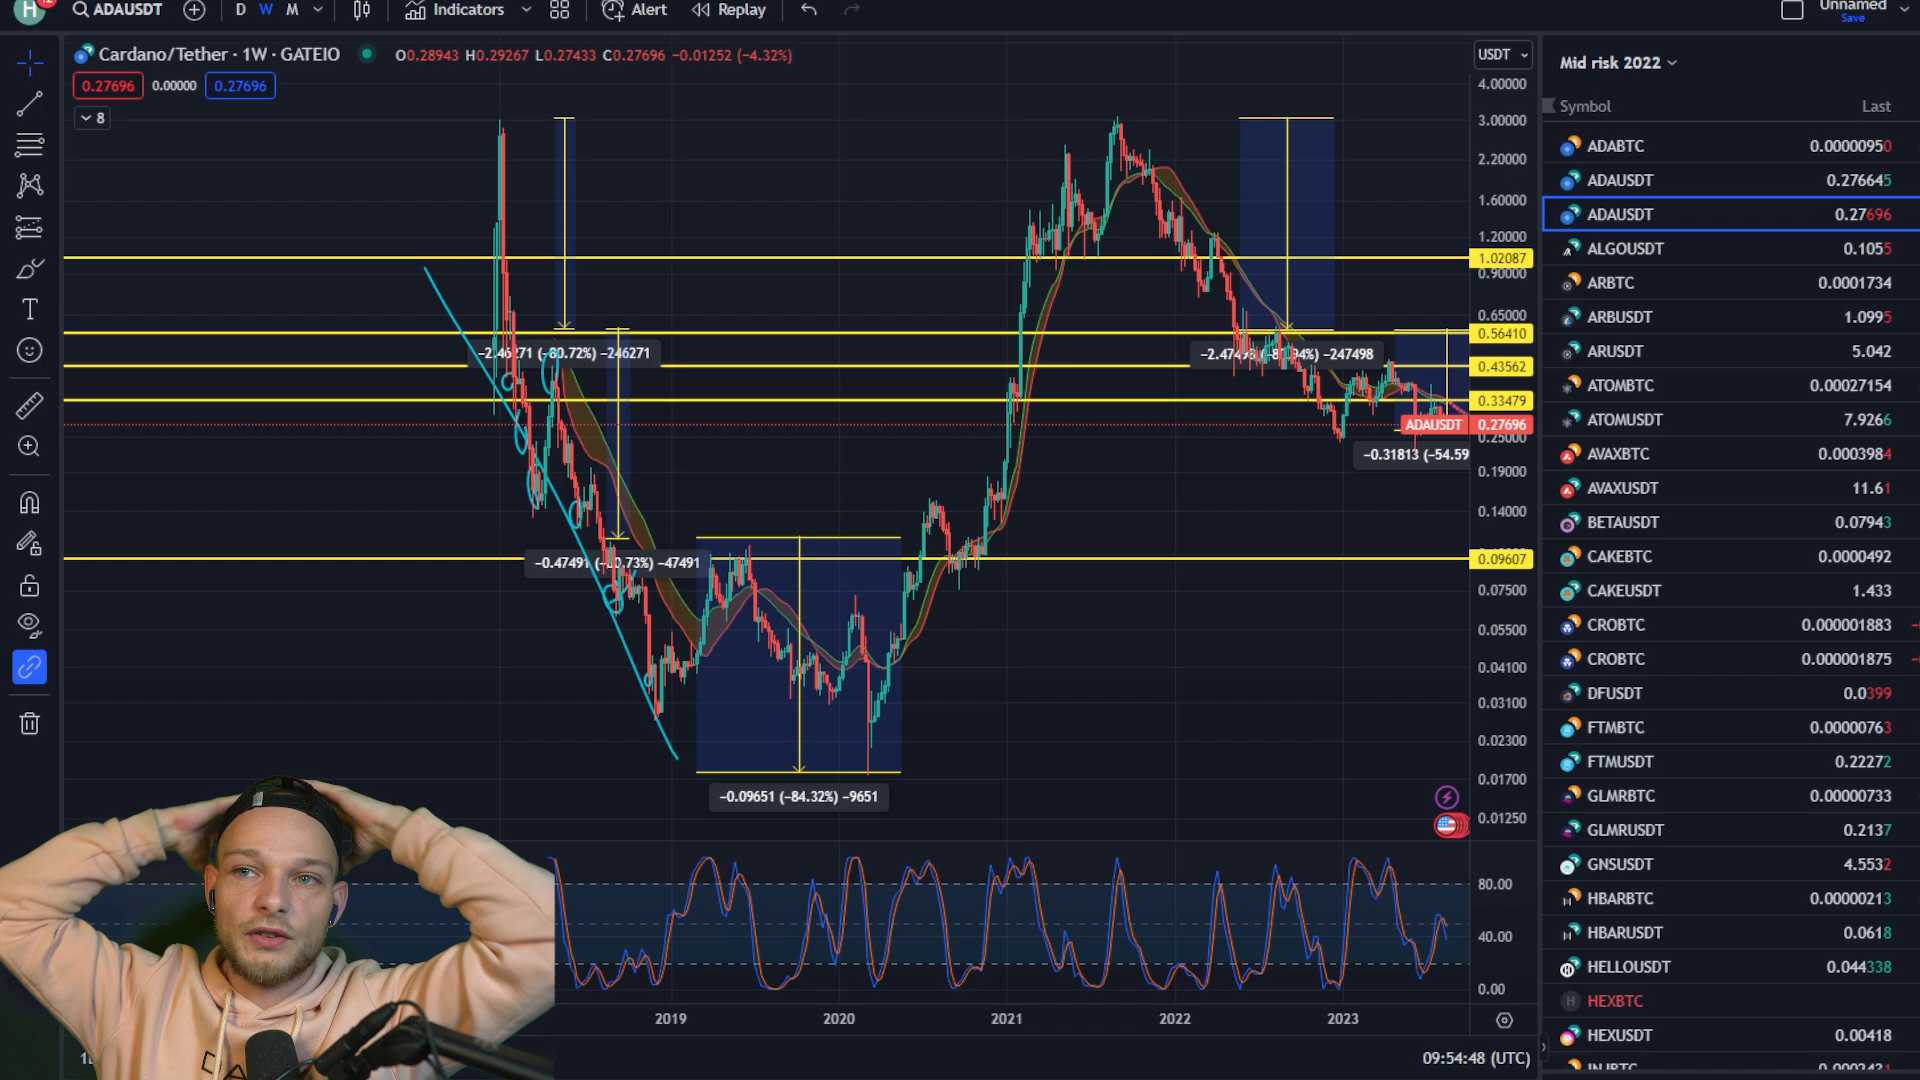 H 12 ADAUSDT D W M Indicators Alert Replay Unnamed
Save
Cardano/Tether · 1W · GATEIO O0.28943 H0.29267 L0.27433 C0.27696 −0.01252 (−4.32%)
0.27696 0.00000 0.27696
8
USDT
4.00000
3.00000
2.20000
1.60000
1.20000
1.02087
0.90000
0.65000
0.56410
0.43562
0.33479
ADAUSDT 0.27696
0.25000
0.19000
0.14000
0.09607
0.07500
0.05500
0.04100
0.03100
0.02300
0.01700
0.01250
80.00
40.00
0.00
−2.46271 (−80.72%) −246271
−0.47491 (−80.73%) −47491
−0.09651 (−84.32%) −9651
−0.31813 (−54.59
2019 2020 2021 2022 2023
09:54:48 (UTC)
Mid risk 2022
Symbol Last
ADABTC 0.00000950
ADAUSDT 0.276645
ADAUSDT 0.27696
ALGOUSDT 0.1055
ARBTC 0.0001734
ARBUSDT 1.0995
ARUSDT 5.042
ATOMBTC 0.00027154
ATOMUSDT 7.9266
AVAXBTC 0.0003984
AVAXUSDT 11.61
BETAUSDT 0.07943
CAKEBTC 0.0000492
CAKEUSDT 1.433
CROBTC 0.000001883
CROBTC 0.000001875
DFUSDT 0.0399
FTMBTC 0.00000763
FTMUSDT 0.22272
GLMRBTC 0.00000733
GLMRUSDT 0.2137
GNSUSDT 4.5532
HBARBTC 0.00000213
HBARUSDT 0.0618
HELLOUSDT 0.044338
HEXBTC
HEXUSDT 0.00418